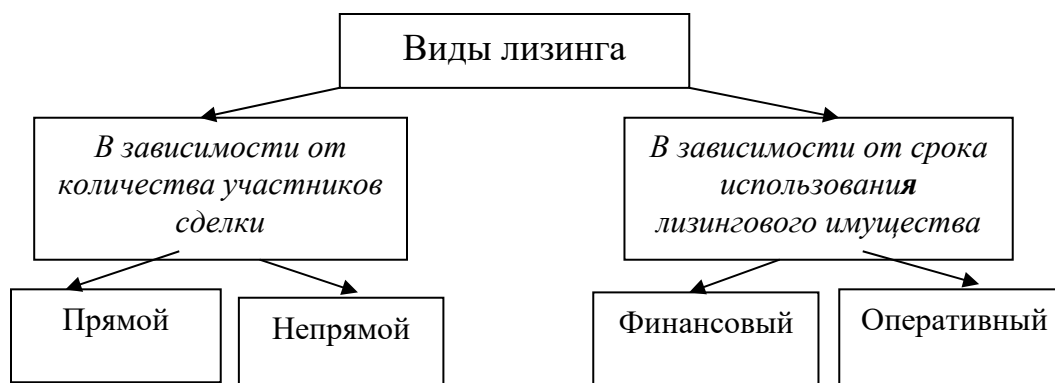 Виды лизинга
В зависимости от
количества участников
сделки
В зависимости от срока
использования
лизингового имущества
Прямой
Непрямой
Финансовый
Оперативный